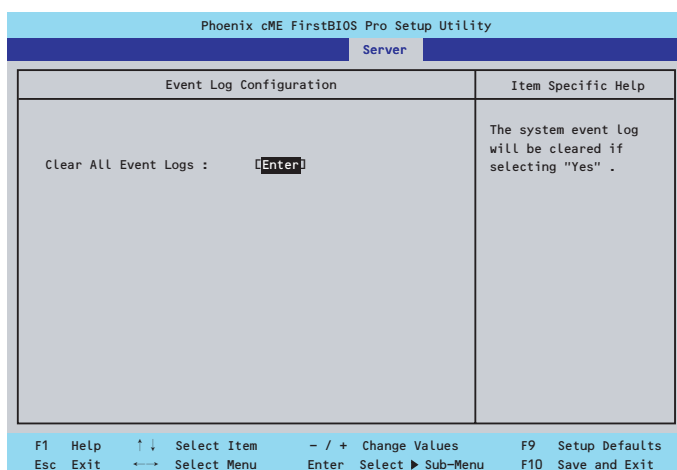 Phoenix cME FirstBIOS Pro Setup Utility
Server
Event Log Configuration
Item Specific Help
Clear All Event Logs : [Enter]
The system event log
will be cleared if
selecting "Yes" .
F1 Help ↑↓ Select Item - / + Change Values F9 Setup Defaults
Esc Exit ←→ Select Menu Enter Select ▶ Sub-Menu F10 Save and Exit